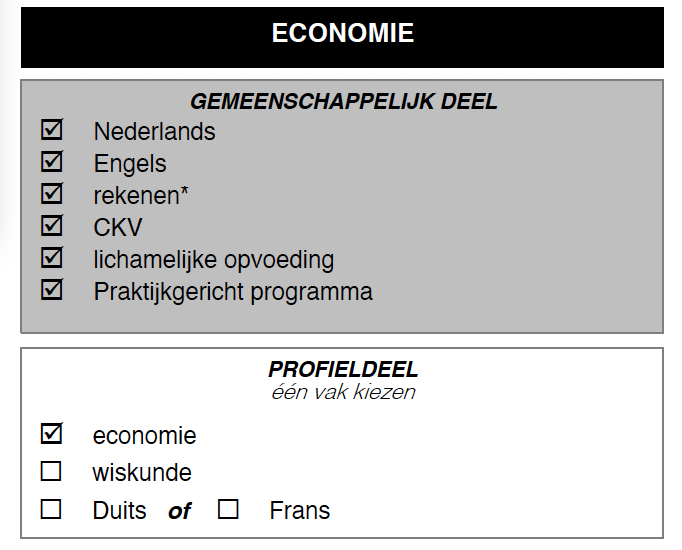 ECONOMIE
GEMEENSCHAPPELIJK DEEL
Nederlands
Engels
rekenen*
CKV
lichamelijke opvoeding
Praktijkgericht programma
PROFIELDEEL
één vak kiezen
economie
wiskunde
Duits of Frans